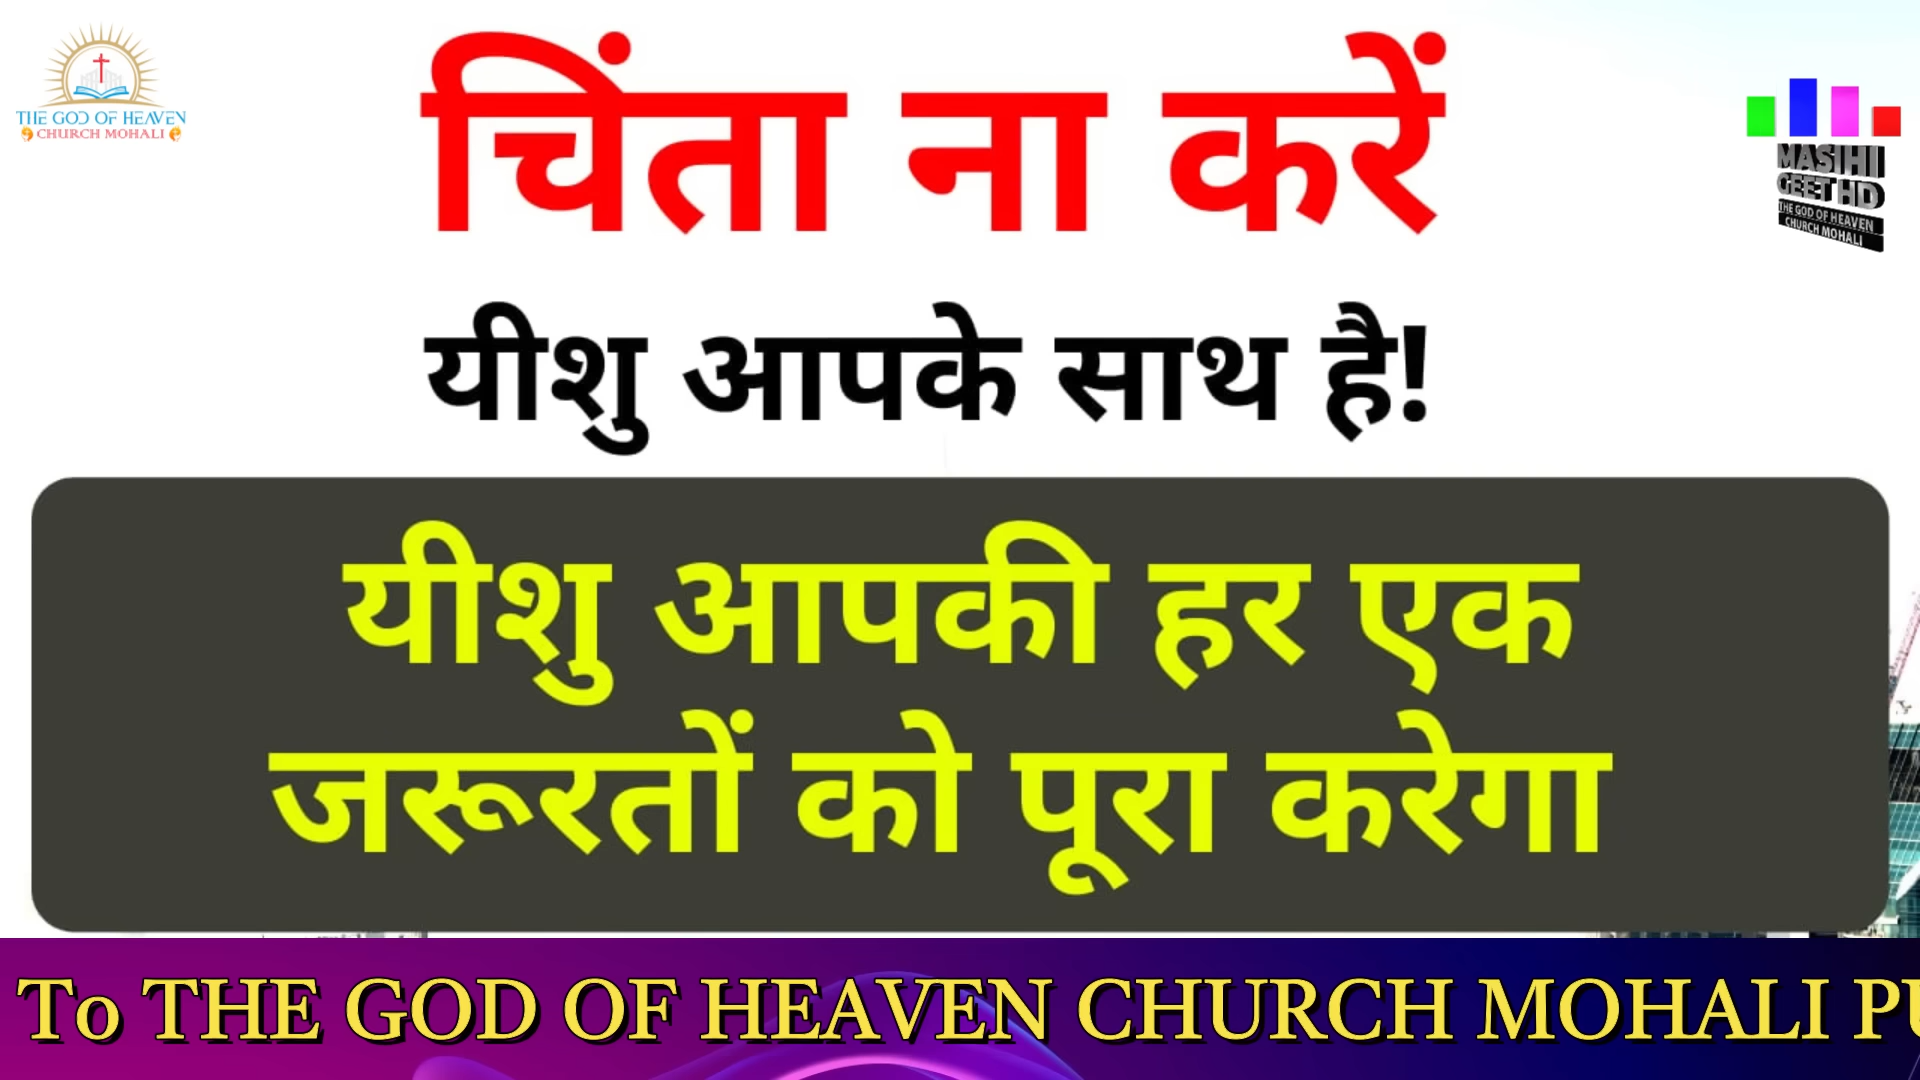 THE GOD OF HEAVEN
CHURCH MOHALI
चिंता ना करें
MASIHI
GEET HD
THE GOD OF HEAVEN
CHURCH MOHALI
यीशु आपके साथ है!
यीशु आपकी हर एक
जरूरतों को पूरा करेगा
To THE GOD OF HEAVEN CHURCH MOHALI PU